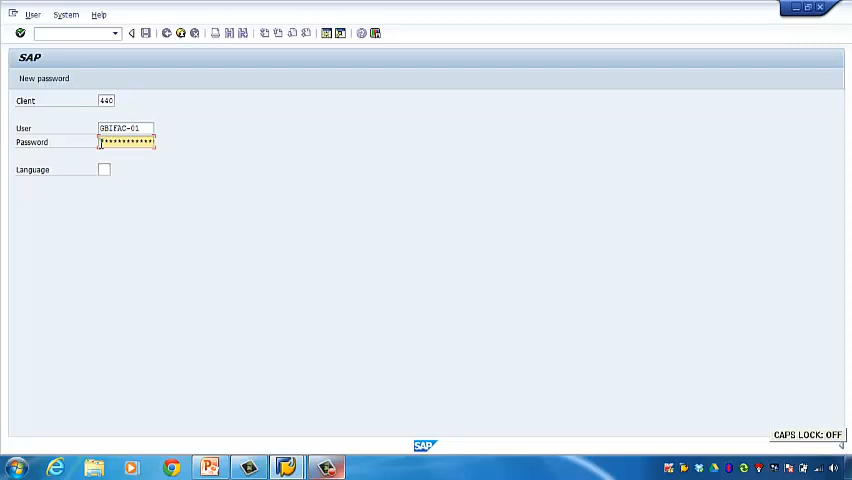 User System Help
SAP
New password
Client 440
User GBIFAC-01
Password ***********
Language
CAPS LOCK: OFF
SAP